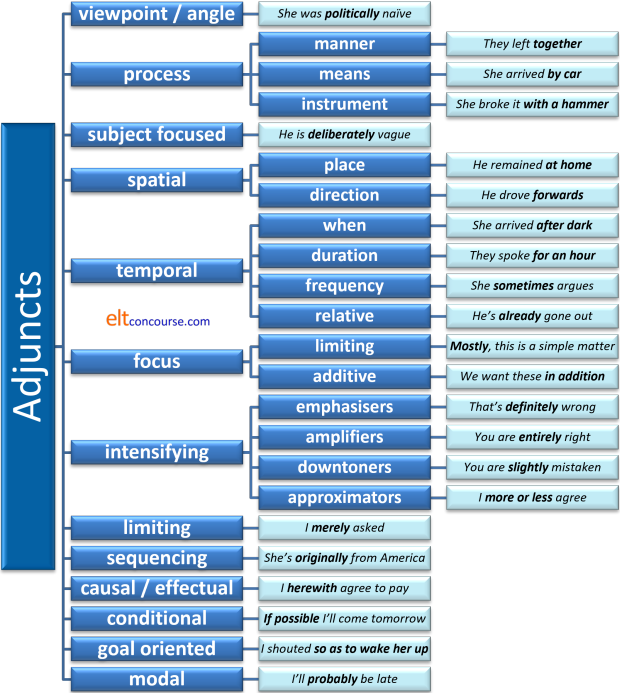 Adjuncts
viewpoint / angle
She was politically naïve
process
manner
They left together
means
She arrived by car
instrument
She broke it with a hammer
subject focused
He is deliberately vague
spatial
place
He remained at home
direction
He drove forwards
temporal
when
She arrived after dark
duration
They spoke for an hour
frequency
She sometimes argues
relative
He's already gone out
eltconcourse.com
focus
limiting
Mostly, this is a simple matter
additive
We want these in addition
intensifying
emphasisers
That's definitely wrong
amplifiers
You are entirely right
downtoners
You are slightly mistaken
approximators
I more or less agree
limiting
I merely asked
sequencing
She's originally from America
causal / effectual
I herewith agree to pay
conditional
If possible I'll come tomorrow
goal oriented
I shouted so as to wake her up
modal
I'll probably be late